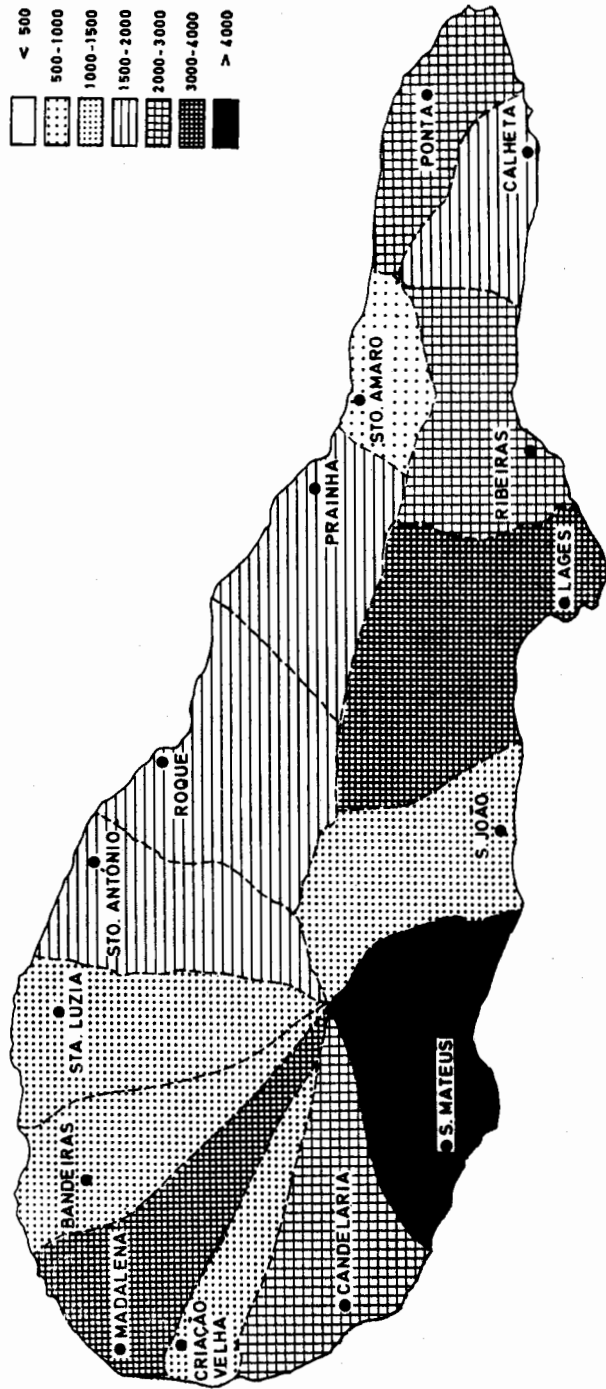 < 500
500-1000
1000-1500
1500-2000
2000-3000
3000-4000
> 4000
PONTA
CALHETA
STO. AMARO
RIBEIRAS
PRAINHA
LAGES
ROQUE
S. JOÃO
STO. ANTÓNIO
STA. LUZIA
BANDEIRAS
S. MATEUS
MADALENA
CRIAÇÃO
VELHA
CANDELÁRIA